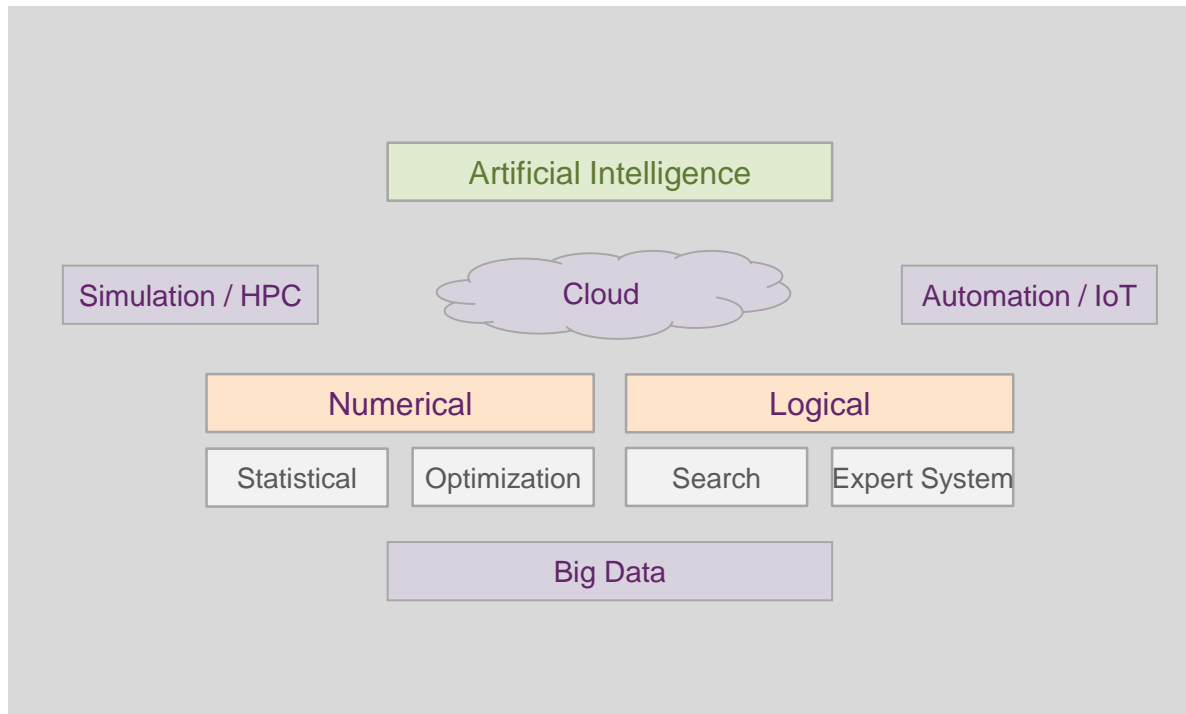 Artificial Intelligence
Simulation / HPC
Cloud
Automation / IoT
Numerical
Logical
Statistical
Optimization
Search
Expert System
Big Data